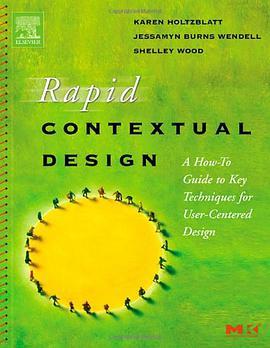 KAREN HOLTZBLATT
JESSAMYN BURNS WENDELL
SHELLEY WOOD
ELSEVIER
Rapid
CONTEXTUAL
DESIGN
A How-To
Guide to Key
Techniques for
User-Centered
Design
M K